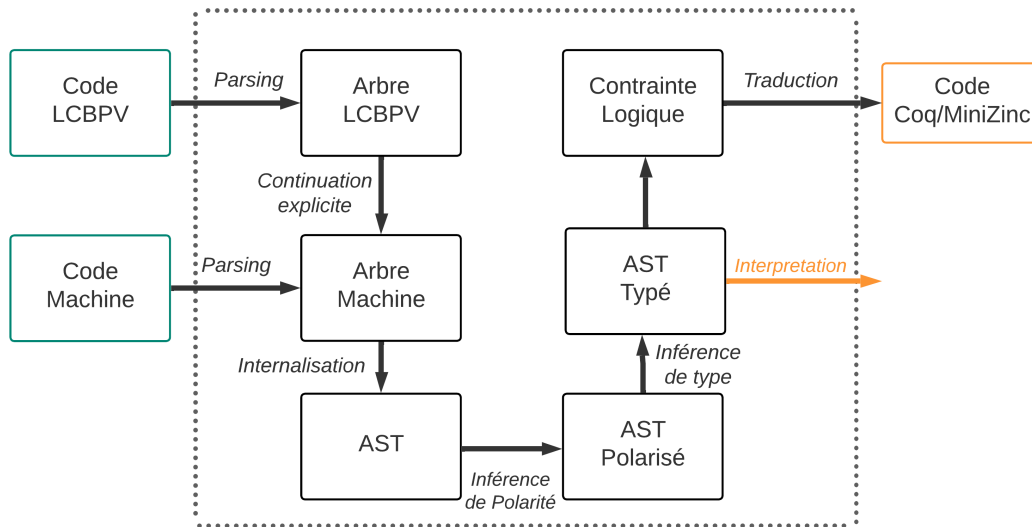 Code
LCBPV
Parsing
Arbre
LCBPV
Continuation
explicite
Code
Machine
Parsing
Arbre
Machine
Internalisation
AST
Inférence
de Polarité
AST
Polarisé
Inférence
de type
AST
Typé
Interpretation
Contrainte
Logique
Traduction
Code
Coq/MiniZinc